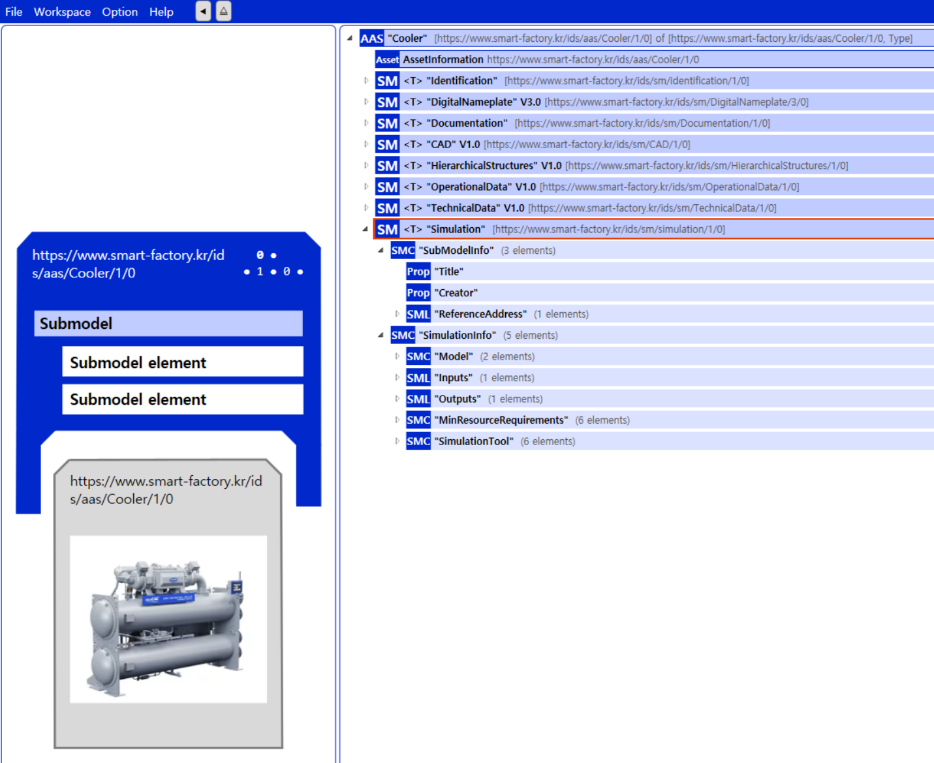 File Workspace Option Help
https://www.smart-factory.kr/id
s/aas/Cooler/1/0
0
1 0
Submodel
Submodel element
Submodel element
https://www.smart-factory.kr/id
s/aas/Cooler/1/0
AAS "Cooler" [https://www.smart-factory.kr/ids/aas/Cooler/1/0] of [https://www.smart-factory.kr/ids/aas/Cooler/1/0, Type]
Asset AssetInformation https://www.smart-factory.kr/ids/aas/Cooler/1/0
SM <T> "Identification" [https://www.smart-factory.kr/ids/sm/identification/1/0]
SM <T> "DigitalNameplate" V3.0 [https://www.smart-factory.kr/ids/sm/DigitalNameplate/3/0]
SM <T> "Documentation" [https://www.smart-factory.kr/ids/sm/Documentation/1/0]
SM <T> "CAD" V1.0 [https://www.smart-factory.kr/ids/sm/CAD/1/0]
SM <T> "HierarchicalStructures" V1.0 [https://www.smart-factory.kr/ids/sm/HierarchicalStructures/1/0]
SM <T> "OperationalData" V1.0 [https://www.smart-factory.kr/ids/sm/OperationalData/1/0]
SM <T> "TechnicalData" V1.0 [https://www.smart-factory.kr/ids/sm/TechnicalData/1/0]
SM <T> "Simulation" [https://www.smart-factory.kr/ids/sm/simulation/1/0]
SMC "SubModelInfo" (3 elements)
Prop "Title"
Prop "Creator"
SML "ReferenceAddress" (1 elements)
SMC "SimulationInfo" (5 elements)
SMC "Model" (2 elements)
SML "Inputs" (1 elements)
SML "Outputs" (1 elements)
SMC "MinResourceRequirements" (6 elements)
SMC "SimulationTool" (6 elements)